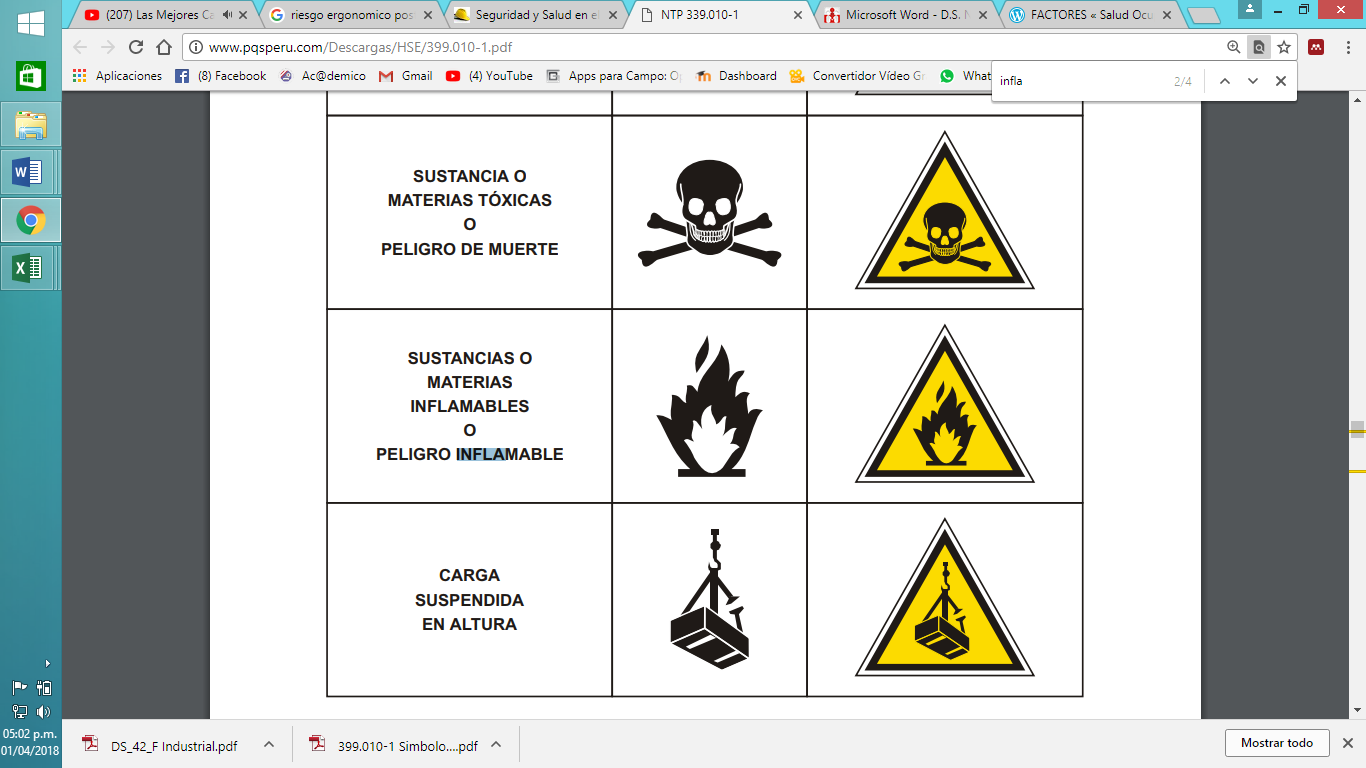 (207) Las Mejores Ca
riesgo ergonomico pos
Seguridad y Salud en e
NTP 339.010-1
Microsoft Word - D.S. N
FACTORES « Salud Ocu
www.pqsperu.com/Descargas/HSE/399.010-1.pdf
Aplicaciones
(8) Facebook
Ac@demico
Gmail
(4) YouTube
Apps para Campo: O
Dashboard
Convertidor Vídeo Gr
What
infla
2/4
SUSTANCIA O
MATERIAS TÓXICAS
O
PELIGRO DE MUERTE
SUSTANCIAS O
MATERIAS
INFLAMABLES
O
PELIGRO INFLAMABLE
CARGA
SUSPENDIDA
EN ALTURA
05:02 p.m.
01/04/2018
DS_42_F Industrial.pdf
399.010-1 Simbolo....pdf
Mostrar todo